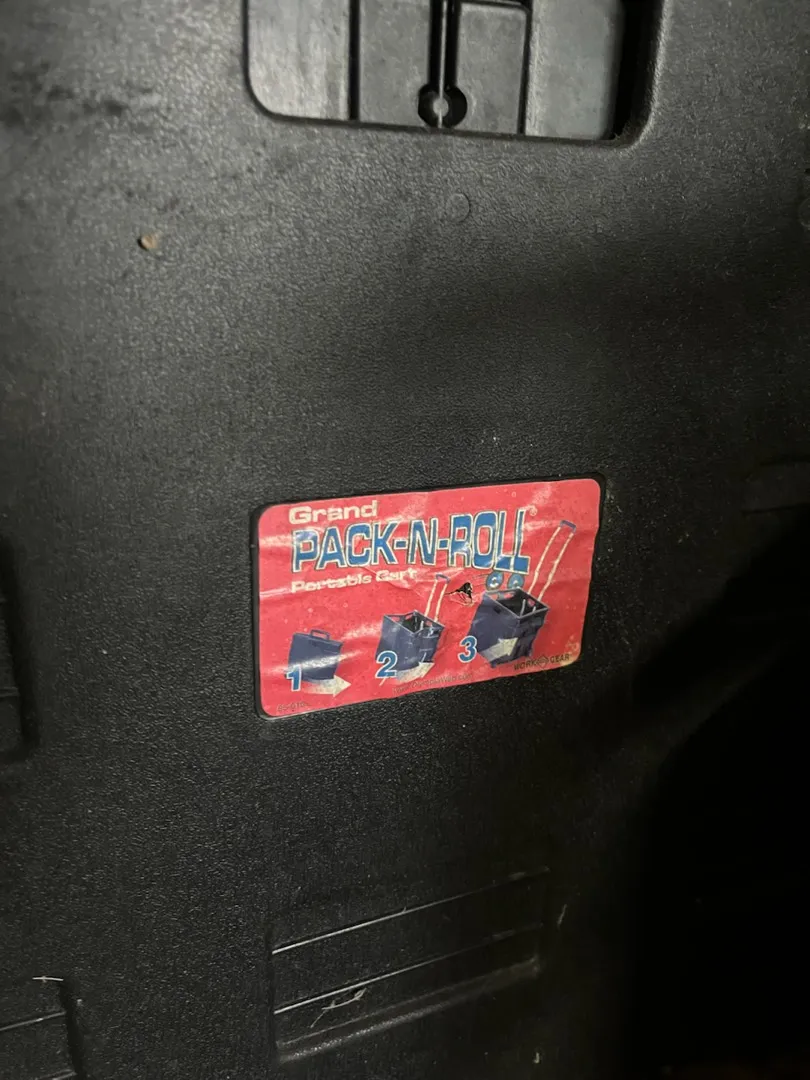 Grand
PACK-N-ROLL®
Portable Cart
1
2
3
WORK GEAR